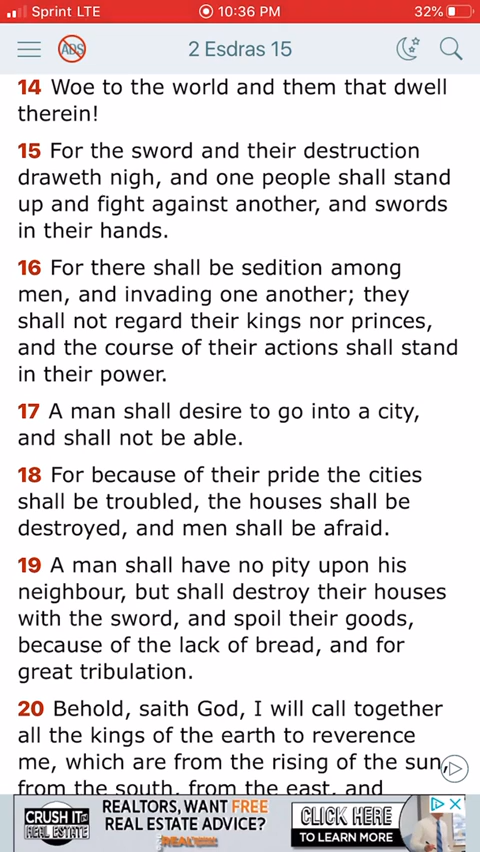 Sprint LTE 10:36 PM 32%
ADS 2 Esdras 15
14 Woe to the world and them that dwell
therein!
15 For the sword and their destruction
draweth nigh, and one people shall stand
up and fight against another, and swords
in their hands.
16 For there shall be sedition among
men, and invading one another; they
shall not regard their kings nor princes,
and the course of their actions shall stand
in their power.
17 A man shall desire to go into a city,
and shall not be able.
18 For because of their pride the cities
shall be troubled, the houses shall be
destroyed, and men shall be afraid.
19 A man shall have no pity upon his
neighbour, but shall destroy their houses
with the sword, and spoil their goods,
because of the lack of bread, and for
great tribulation.
20 Behold, saith God, I will call together
all the kings of the earth to reverence
me, which are from the rising of the sun,
from the south, from the east, and
CRUSH IT IN
REAL ESTATE
REALTORS, WANT FREE
REAL ESTATE ADVICE?
CLICK HERE
TO LEARN MORE